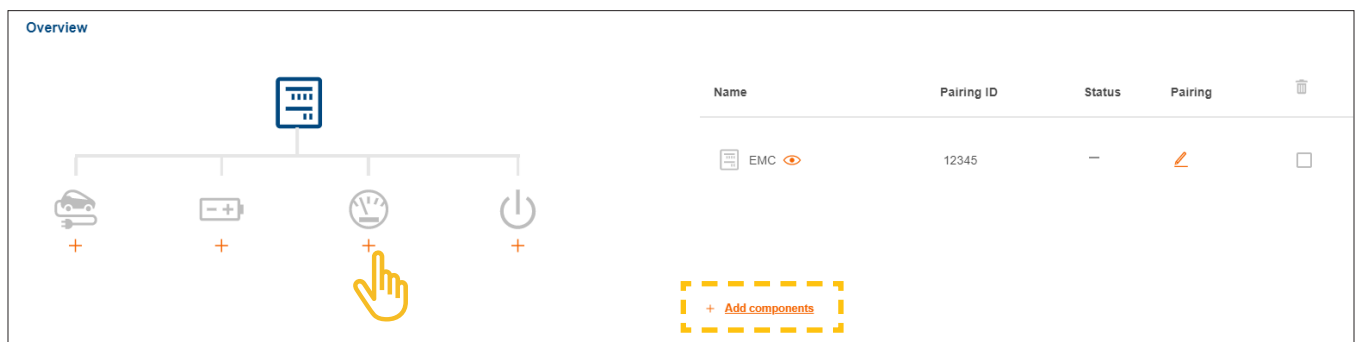 Overview
Name Pairing ID Status Pairing
EMC 12345 –
+ + + +
+ Add components